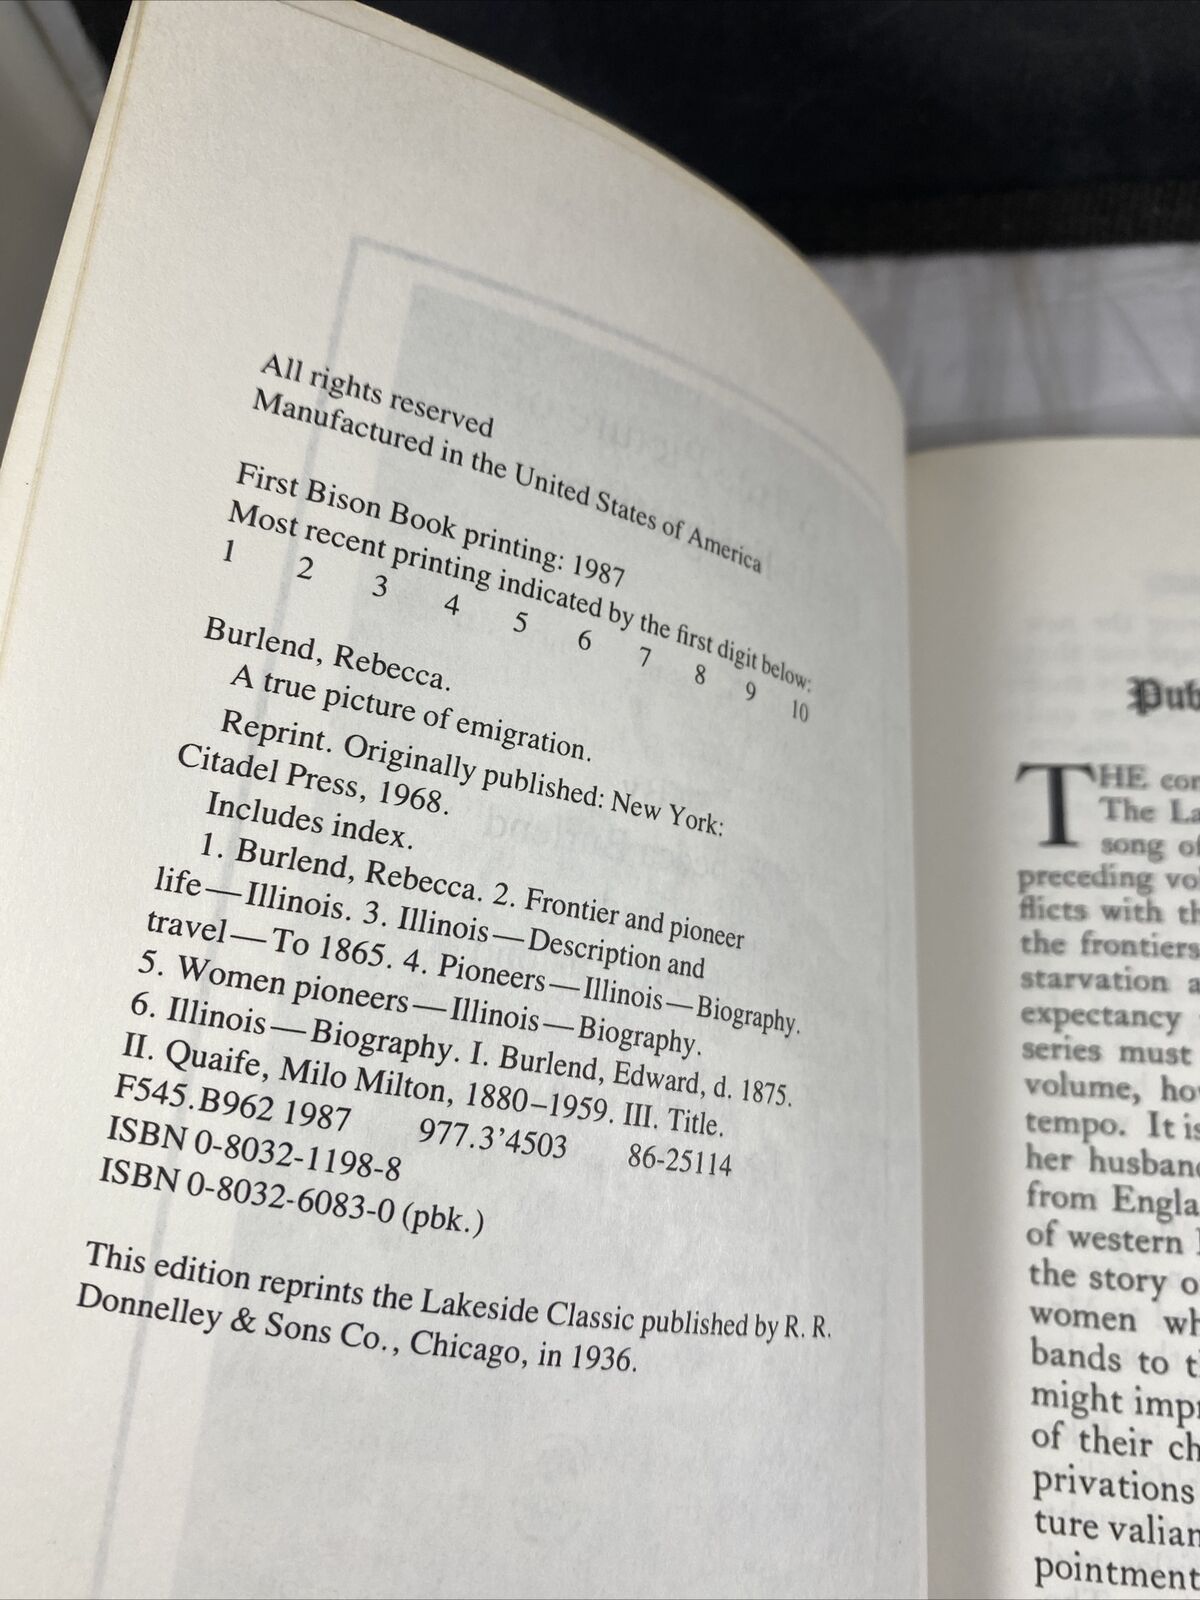 All rights reserved
Manufactured in the United States of America
First Bison Book printing: 1987
Most recent printing indicated by the first digit below:
1 2 3 4 5 6 7 8 9 10
Burlend, Rebecca.
A true picture of emigration.
Reprint. Originally published: New York:
Citadel Press, 1968.
Includes index.
1. Burlend, Rebecca. 2. Frontier and pioneer
life—Illinois. 3. Illinois—Description and
travel—To 1865. 4. Pioneers—Illinois—Biography.
5. Women pioneers—Illinois—Biography.
6. Illinois—Biography. I. Burlend, Edward, d. 1875.
II. Quaife, Milo Milton, 1880–1959. III. Title.
F545.B962 1987 977.3'4503 86-25114
ISBN 0-8032-1198-8
ISBN 0-8032-6083-0 (pbk.)
This edition reprints the Lakeside Classic published by R. R.
Donnelley & Sons Co., Chicago, in 1936.
Pub
THE con
The La
song of
preceding vo
flicts with th
the frontiers
starvation a
expectancy
series must
volume, ho
tempo. It is
her husband
from Engla
of western
the story o
women wh
bands to t
might impr
of their ch
privations
ture valian
pointment